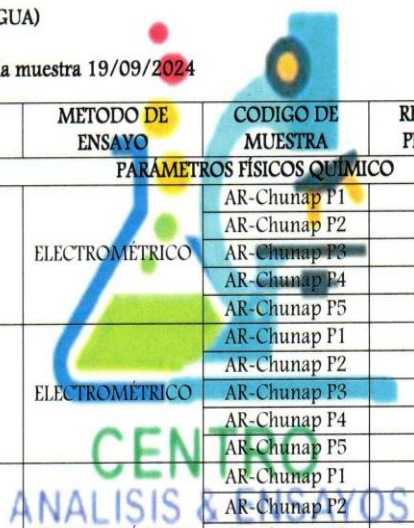 GUA)
a muestra 19/09/2024
METODO DE ENSAYO
CODIGO DE MUESTRA
PARÁMETROS FÍSICOS QUÍMICO
ELECTROMÉTRICO
AR-Chunap P1
AR-Chunap P2
AR-Chunap P3
AR-Chunap P4
AR-Chunap P5
ELECTROMÉTRICO
AR-Chunap P1
AR-Chunap P2
AR-Chunap P3
AR-Chunap P4
AR-Chunap P5
AR-Chunap P1
AR-Chunap P2
CENTRO
ANALISIS & ENSAYOS